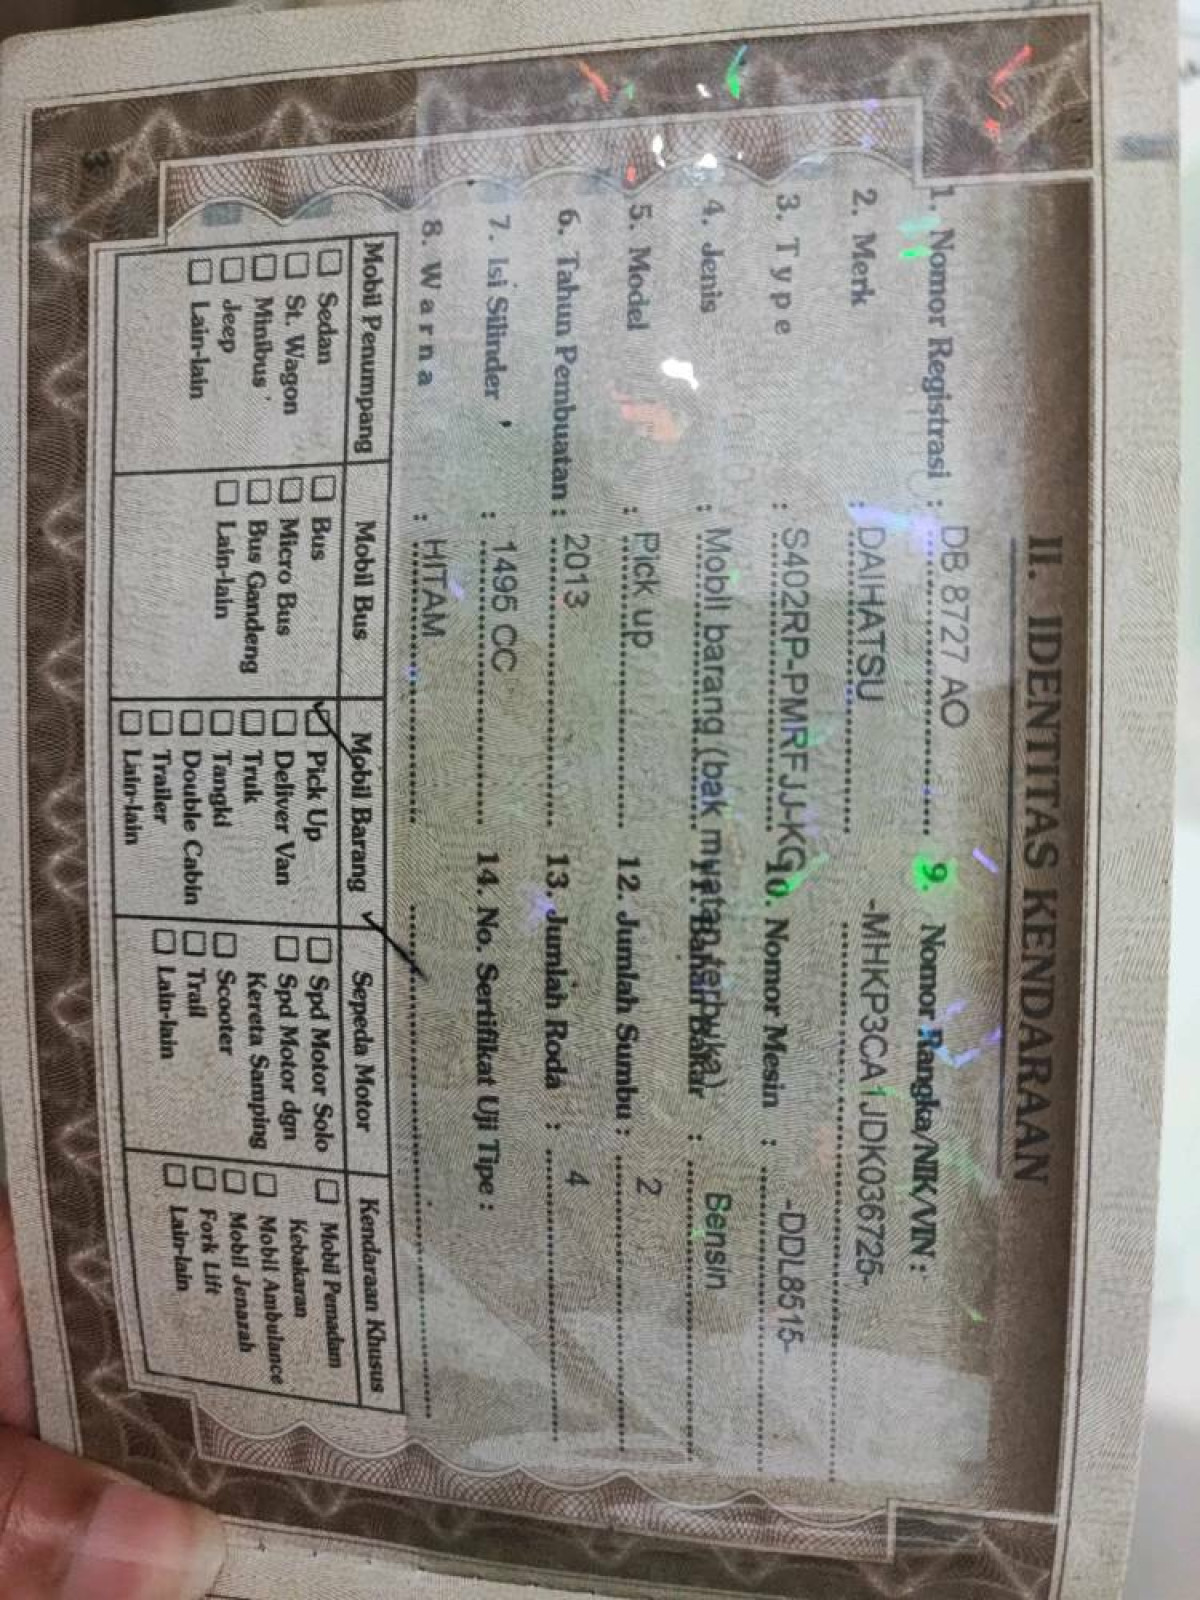 II. IDENTITAS KENDARAAN
1. Nomor Registrasi : DB 8727 AO
2. Merk : DAIHATSU
3. Type : S402RP-PMRFJJ-KG
4. Jenis : Mobil barang (bak muatan terbuka)
5. Model : Pick up
6. Tahun Pembuatan : 2013
7. Isi Silinder : 1495 CC
8. Warna : HITAM
9. Nomor Rangka/NIK/VIN :
-MHKP3CA1JDK036725-
10. Nomor Mesin : -DDL8515-
11. Bahan Bakar : Bensin
12. Jumlah Sumbu : 2
13. Jumlah Roda : 4
14. No. Sertifikat Uji Tipe :
Mobil Penumpang
Sedan
St. Wagon
Minibus
Jeep
Lain-lain
Mobil Bus
Bus
Micro Bus
Bus Gandeng
Lain-lain
Mobil Barang
Pick Up
Deliver Van
Truk
Tangki
Double Cabin
Trailer
Lain-lain
Sepeda Motor
Spd Motor Solo
Spd Motor dgn
Kereta Samping
Scooter
Trail
Lain-lain
Kendaraan Khusus
Mobil Pemadam
Kebakaran
Mobil Ambulance
Mobil Jenazah
Fork Lift
Lain-lain
3